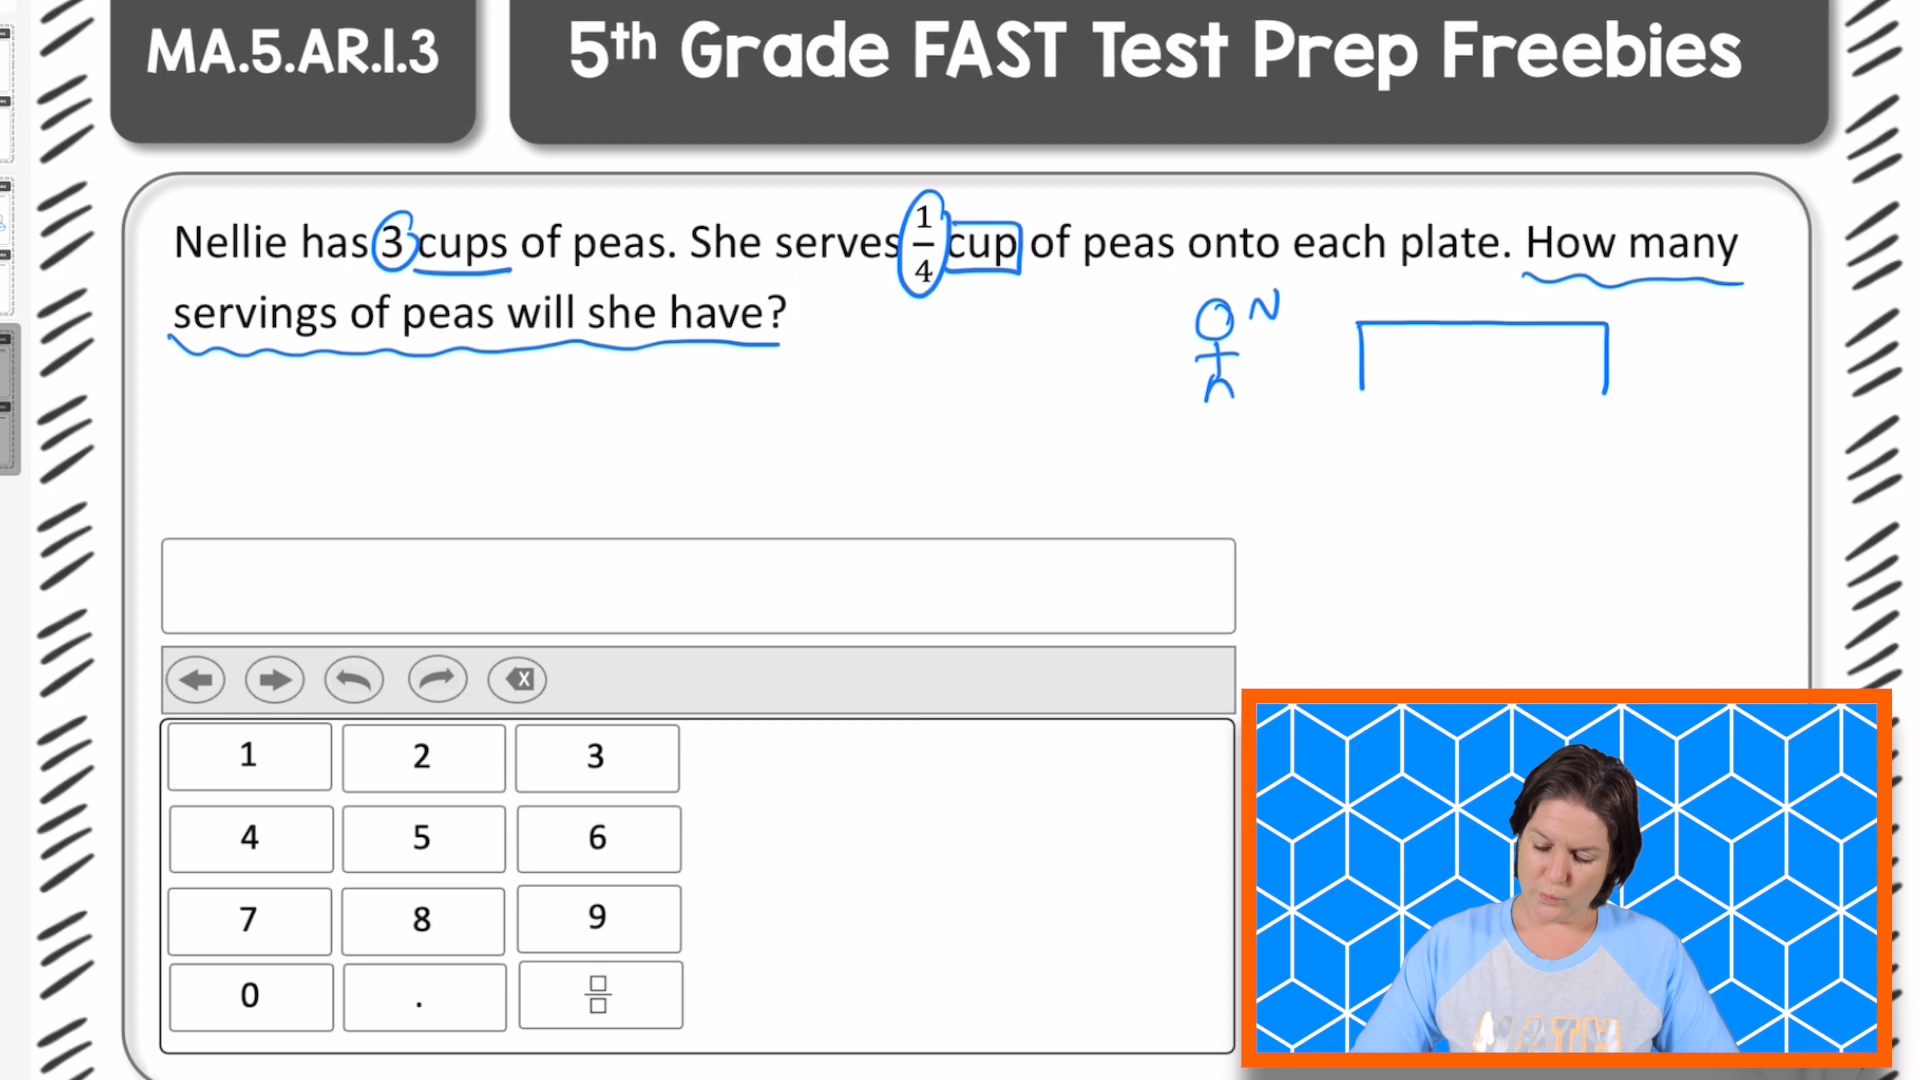 MA.5.AR.1.3
5th Grade FAST Test Prep Freebies
Nellie has 3 cups of peas. She serves 1/4 cup of peas onto each plate. How many
servings of peas will she have?
N
X
1 2 3
4 5 6
7 8 9
0 .
MATH